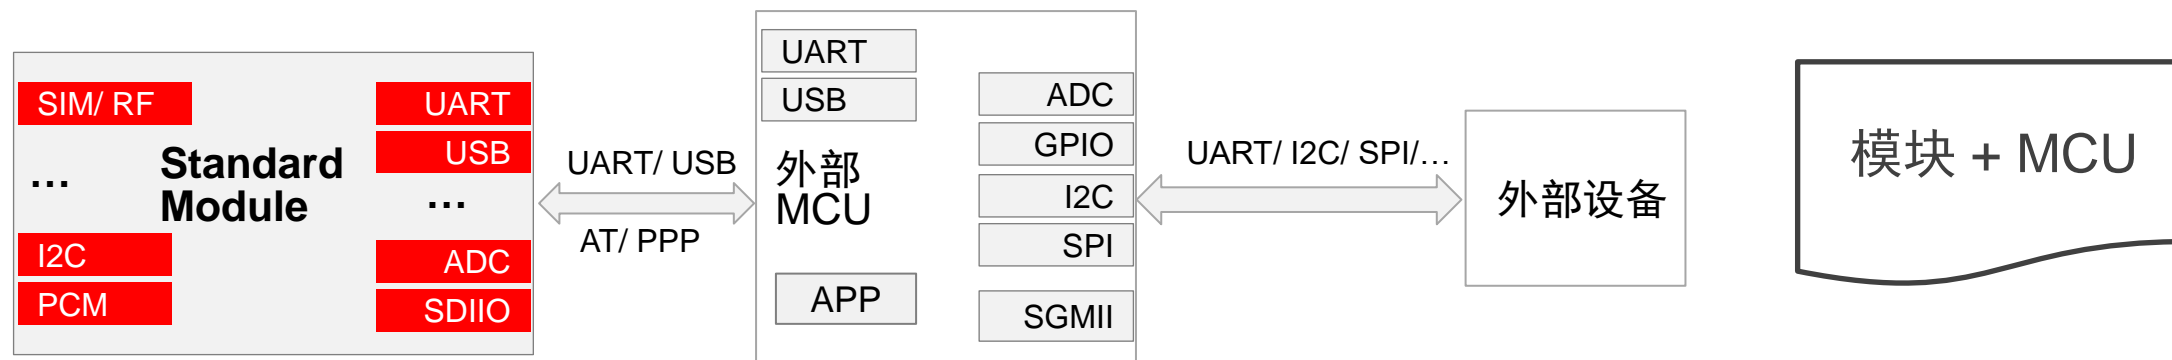 SIM/ RF
UART
USB
...
Standard
Module
...
I2C
PCM
ADC
SDIIO
UART/ USB
AT/ PPP
UART
USB
外部
MCU
APP
ADC
GPIO
I2C
SPI
SGMII
UART/ I2C/ SPI/...
外部设备
模块 + MCU